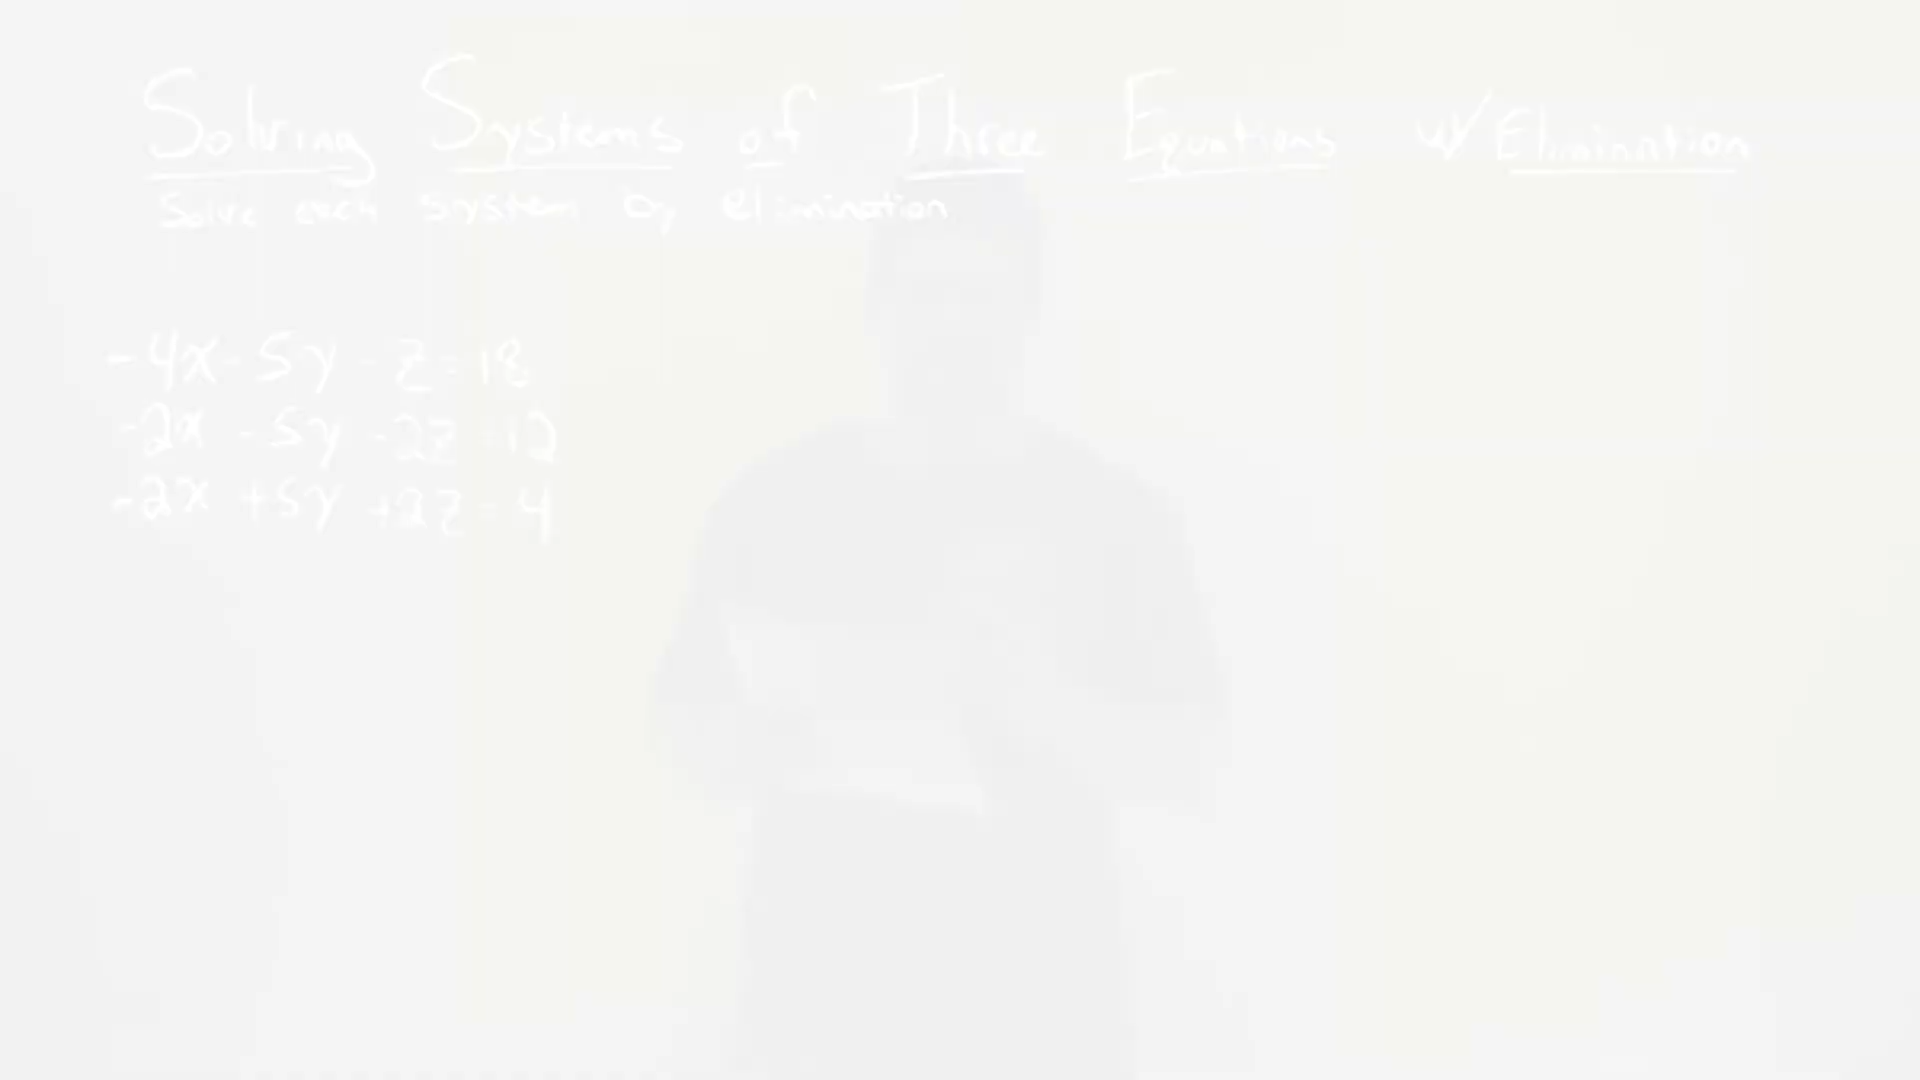 Solving Systems of Three Equations w/ Elimination
Solve each system by elimination
-4x - 5y - z = 18
-2x - 5y - 2z = 12
-2x + 5y + 2z = 4